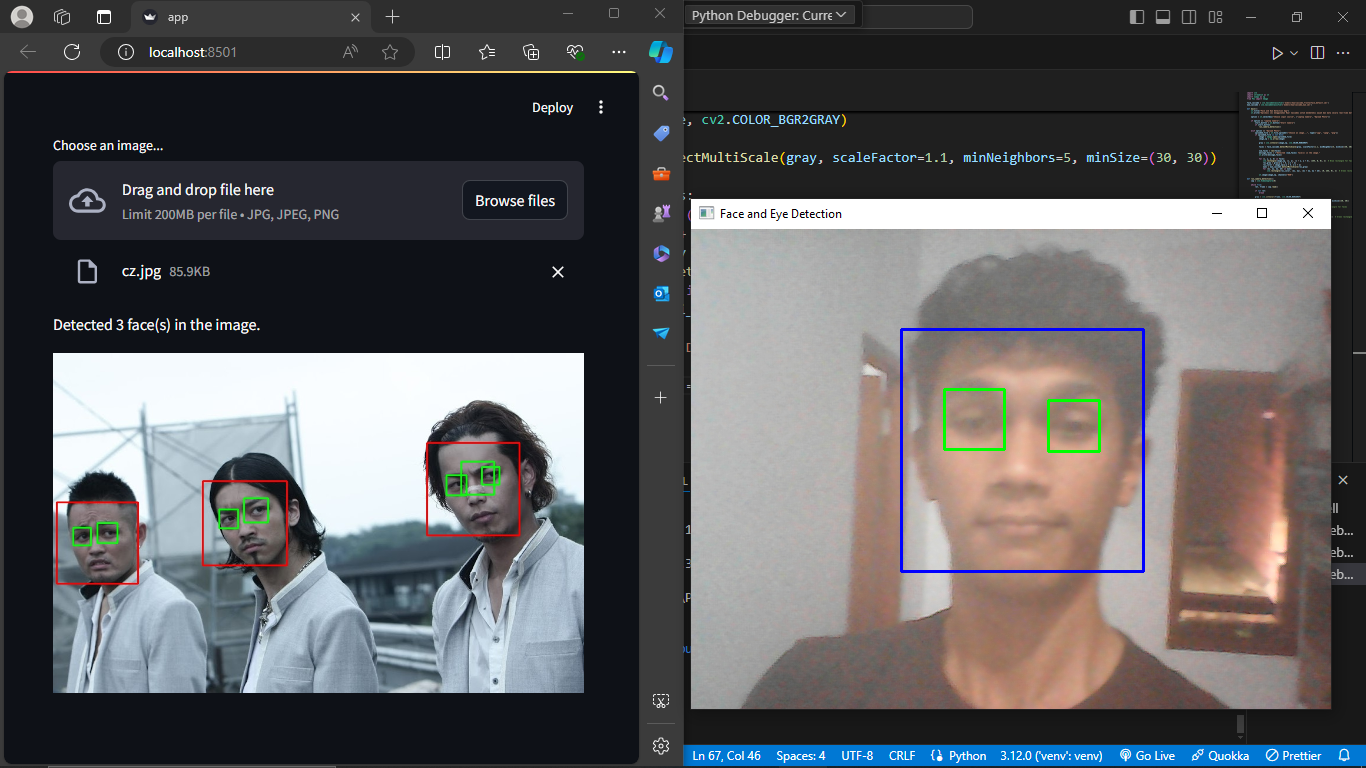 app
localhost:8501
Deploy
Choose an image...
Drag and drop file here
Limit 200MB per file • JPG, JPEG, PNG
Browse files
cz.jpg 85.9KB
Detected 3 face(s) in the image.
Python Debugger: Curre
e, cv2.COLOR_BGR2GRAY)
ectMultiScale(gray, scaleFactor=1.1, minNeighbors=5, minSize=(30, 30))
s:
Face and Eye Detection
eb...
eb...
eb...
Ln 67, Col 46 Spaces: 4 UTF-8 CRLF Python 3.12.0 ('venv': venv) Go Live Quokka Prettier